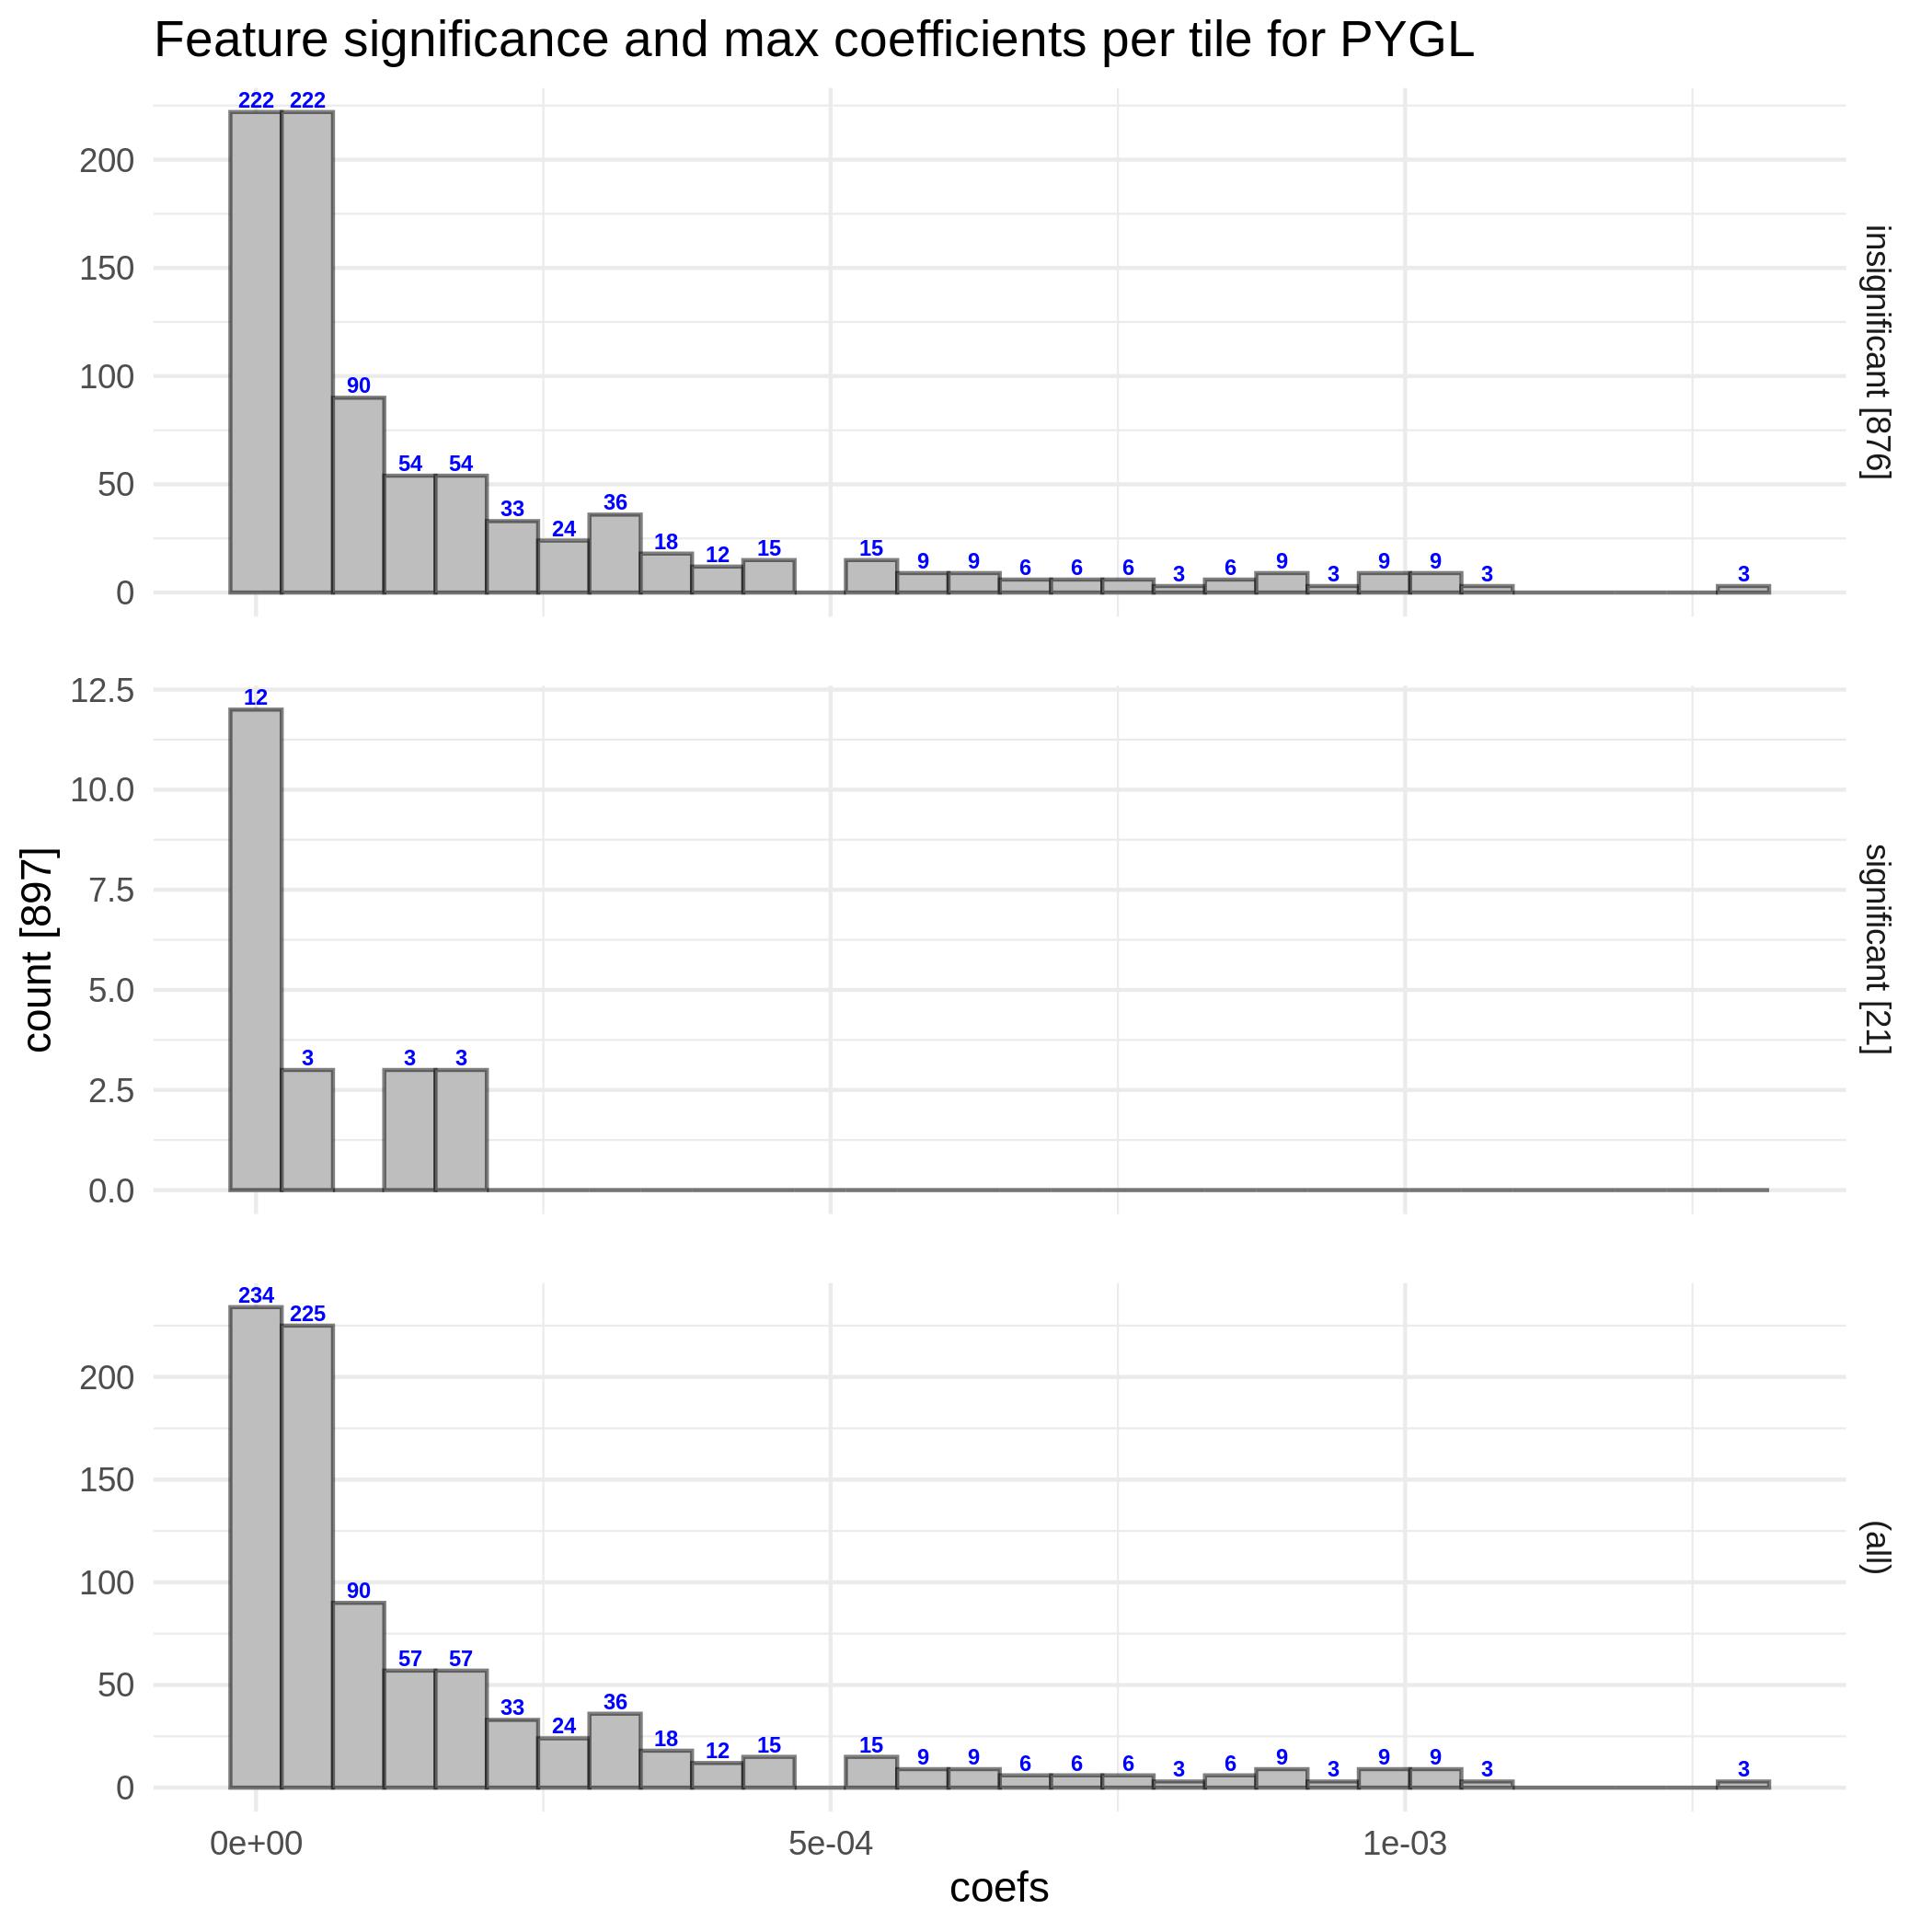 Feature significance and max coefficients per tile for PYGL
222 222
200
150
100
50
0
90
54 54 33 24 36 18 12 15 15 9 9 6 6 6 3 6 9 3 9 9 3 3
insignificant [876]
12.5
10.0
7.5
5.0
2.5
0.0
12
3 3 3
significant [21]
count [897]
234 225
200
150
100
50
0
90
57 57 33 24 36 18 12 15 15 9 9 6 6 6 3 6 9 3 9 9 3 3
(all)
0e+00 5e-04 1e-03
coefs